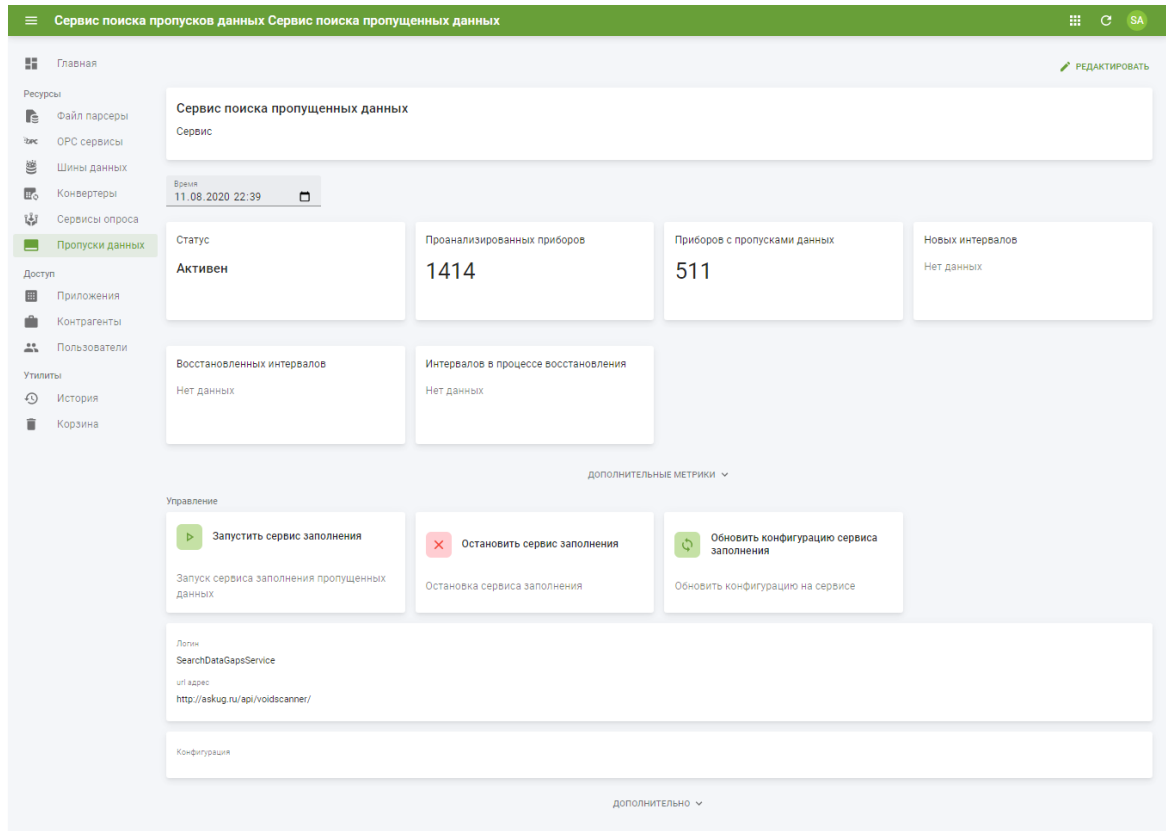 Сервис поиска пропусков данных Сервис поиска пропущенных данных
SA
Главная
РЕДАКТИРОВАТЬ
Ресурсы
Файл парсеры
OPC
OPC сервисы
Шины данных
Конвертеры
Сервисы опроса
Пропуски данных
Доступ
Приложения
Контрагенты
Пользователи
Утилиты
История
Корзина
Сервис поиска пропущенных данных
Сервис
Время
11.08.2020 22:39
Статус
Активен
Проанализированных приборов
1414
Приборов с пропусками данных
511
Новых интервалов
Нет данных
Восстановленных интервалов
Нет данных
Интервалов в процессе восстановления
Нет данных
ДОПОЛНИТЕЛЬНЫЕ МЕТРИКИ
Управление
Запустить сервис заполнения
Запуск сервиса заполнения пропущенных
данных
Остановить сервис заполнения
Остановка сервиса заполнения
Обновить конфигурацию сервиса
заполнения
Обновить конфигурацию на сервисе
Логин
SearchDataGapsService
url адрес
http://askug.ru/api/voidscanner/
Конфигурация
ДОПОЛНИТЕЛЬНО